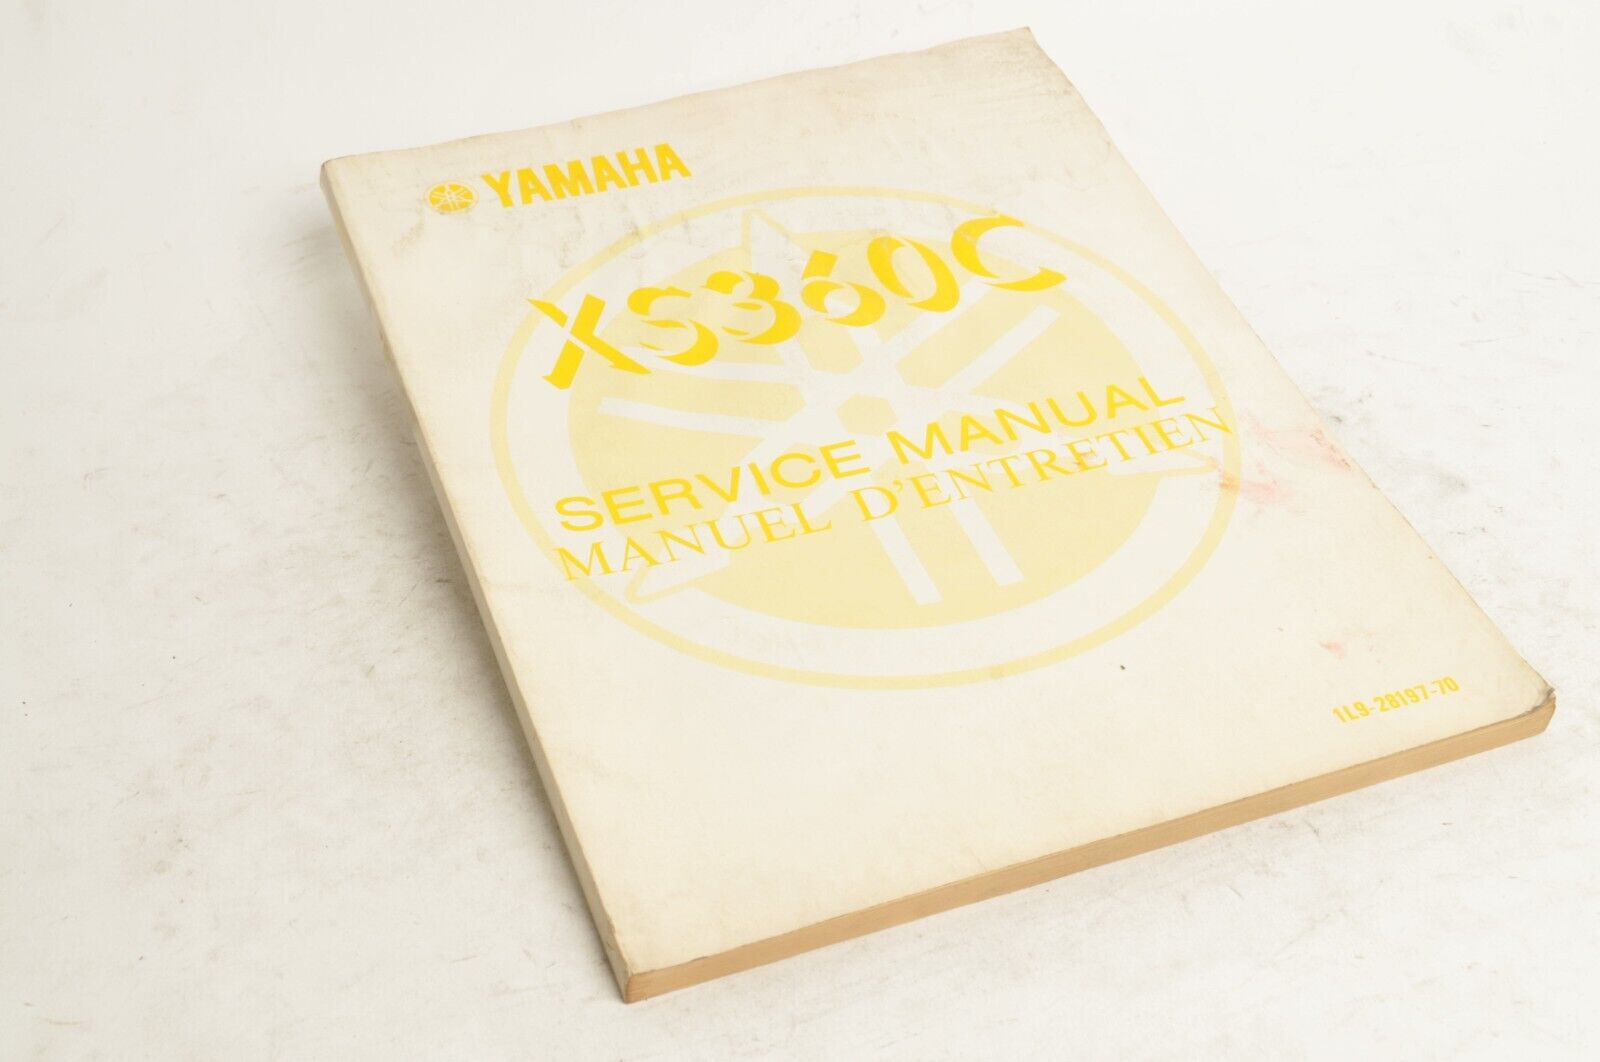 YAMAHA
XS360C
SERVICE MANUAL
MANUEL D'ENTRETIEN
1L9-28197-70